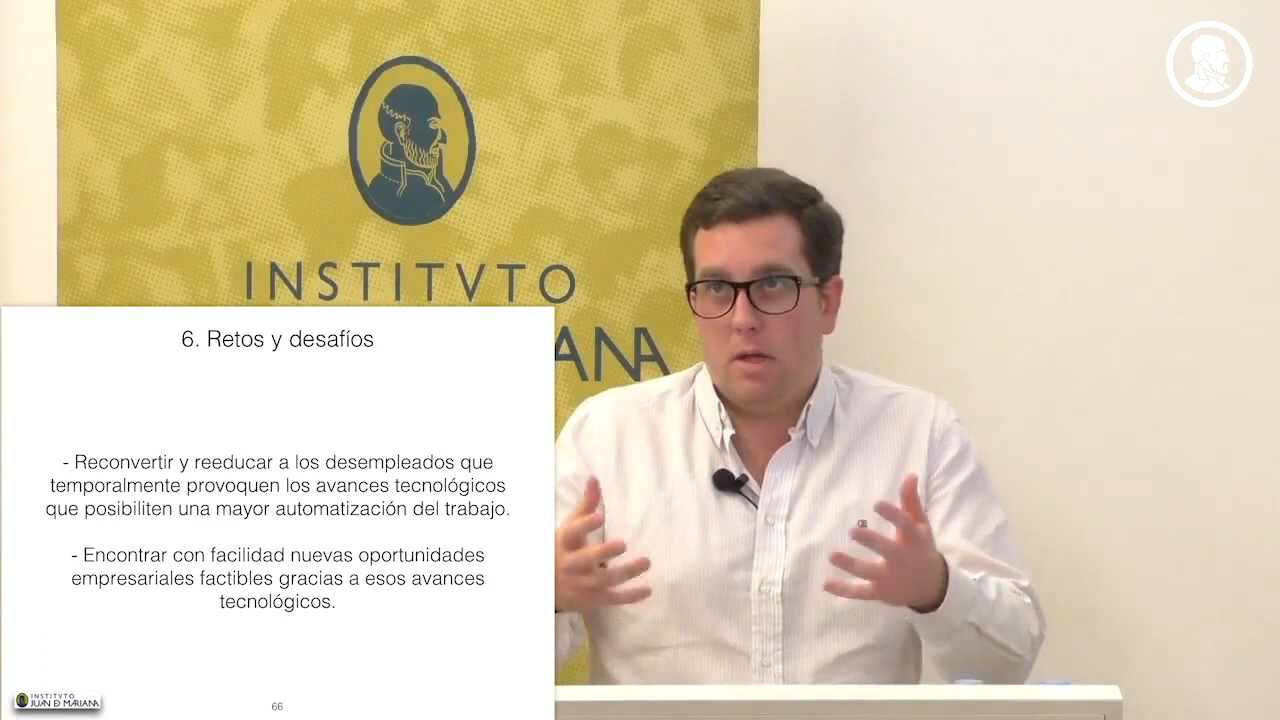 INSTITVTO
ANA
6. Retos y desafíos
- Reconvertir y reeducar a los desempleados que
temporalmente provoquen los avances tecnológicos
que posibiliten una mayor automatización del trabajo.
- Encontrar con facilidad nuevas oportunidades
empresariales factibles gracias a esos avances
tecnológicos.
INSTITVTO
JUAN DE MARIANA
66